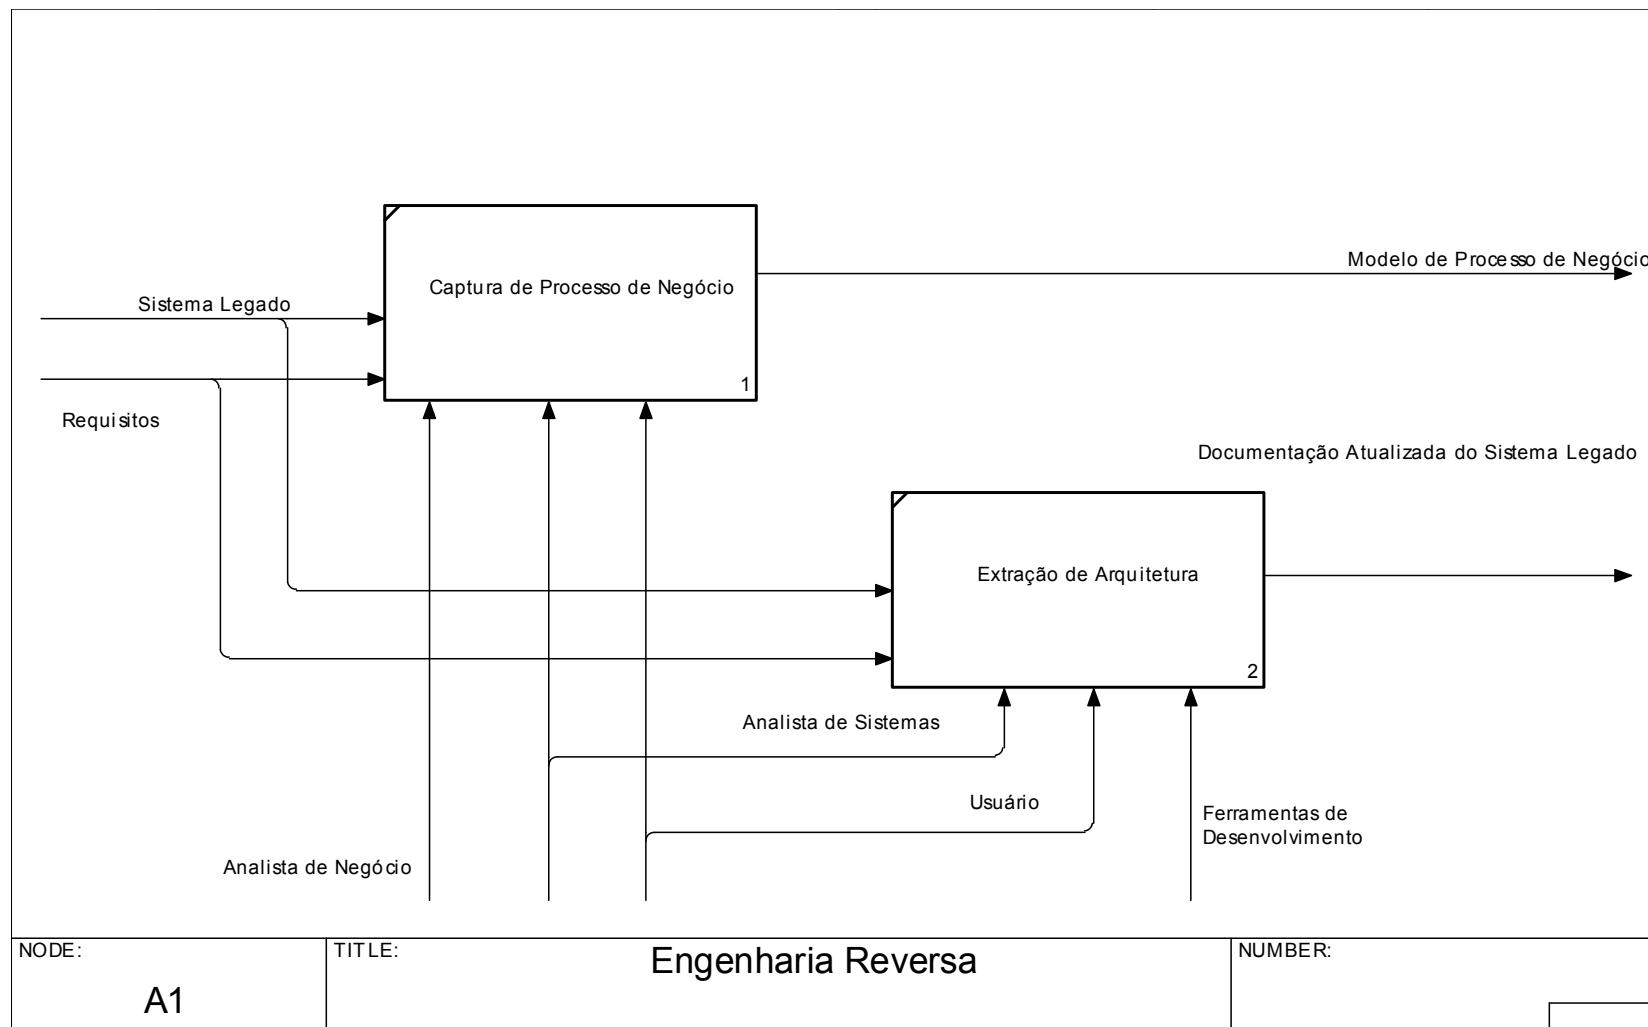 Modelo de Processo de Negócio
Captura de Processo de Negócio
Sistema Legado
1
Requisitos
Documentação Atualizada do Sistema Legado
Extração de Arquitetura
2
Analista de Sistemas
Usuário
Ferramentas de
Desenvolvimento
Analista de Negócio
NODE:
A1
TITLE:
Engenharia Reversa
NUMBER: